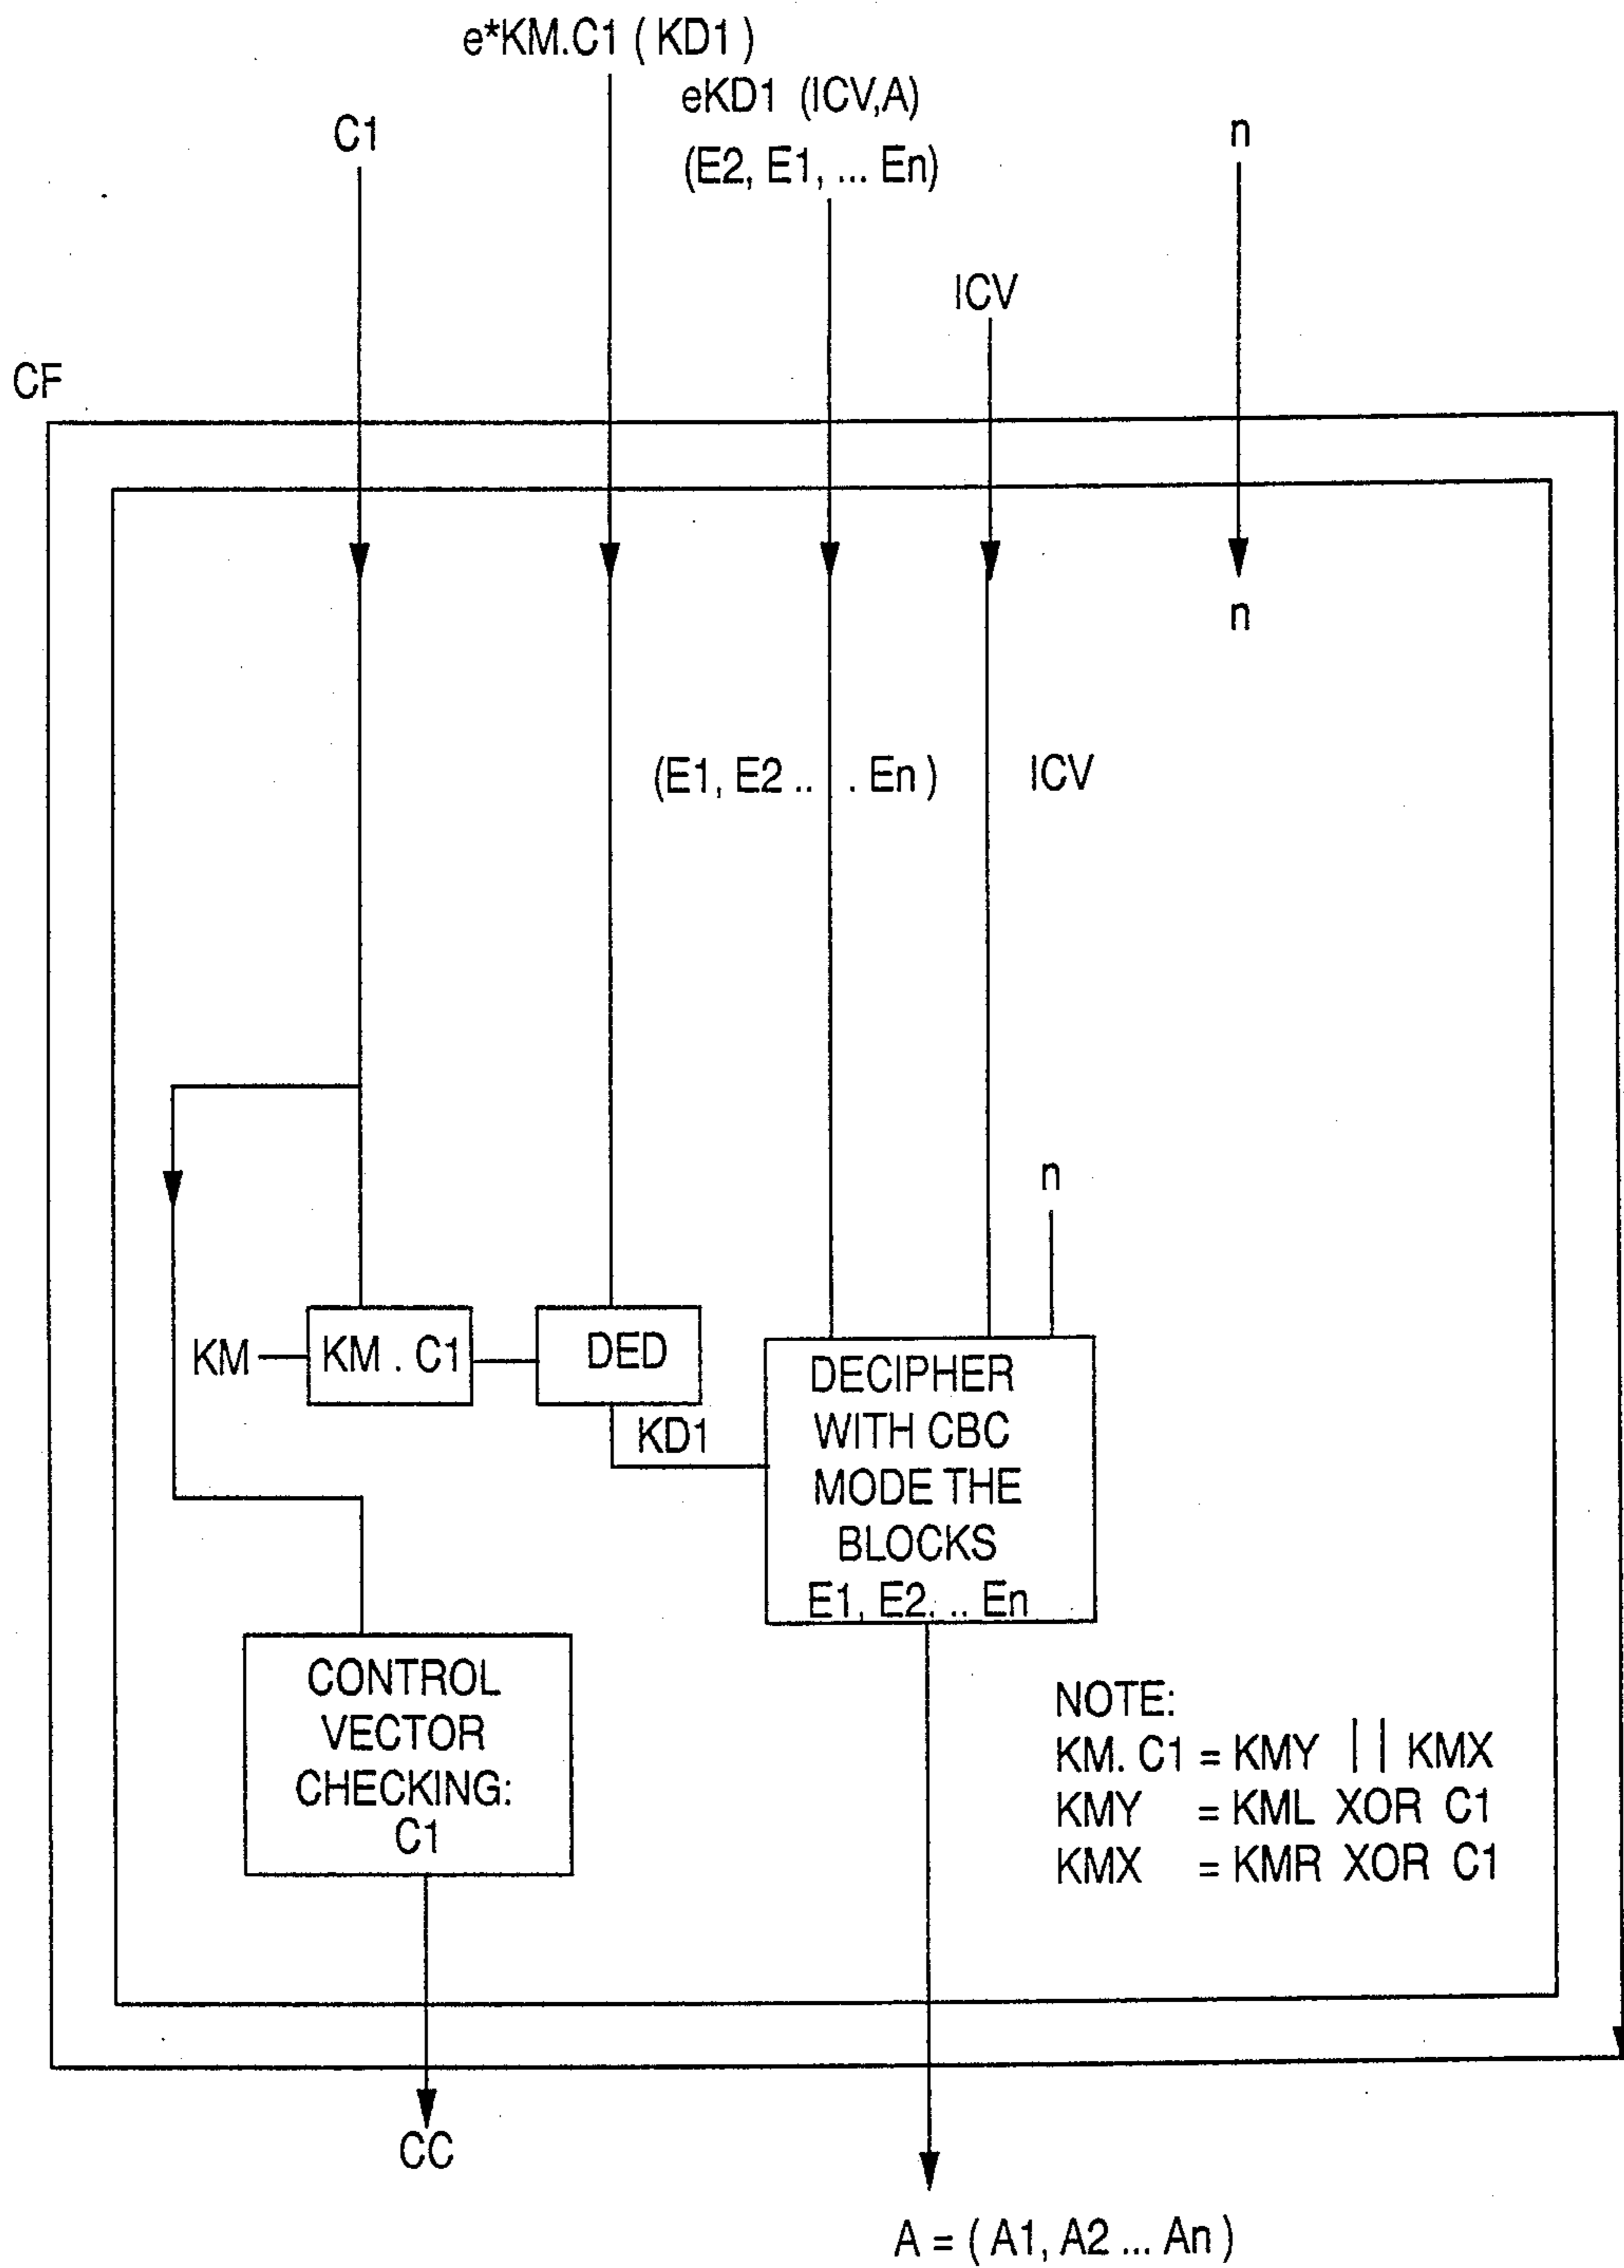 e*KM.C1 ( KD1 )
eKD1 (ICV,A)
C1
(E2, E1, ... En)
n
ICV
CF
n
(E1, E2 .. . En )
ICV
n
KM
KM . C1
DED
KD1
DECIPHER
WITH CBC
MODE THE
BLOCKS
E1, E2. .. En
CONTROL
VECTOR
CHECKING:
C1
NOTE:
KM. C1 = KMY || KMX
KMY = KML XOR C1
KMX = KMR XOR C1
CC
A = ( A1, A2 ... An )